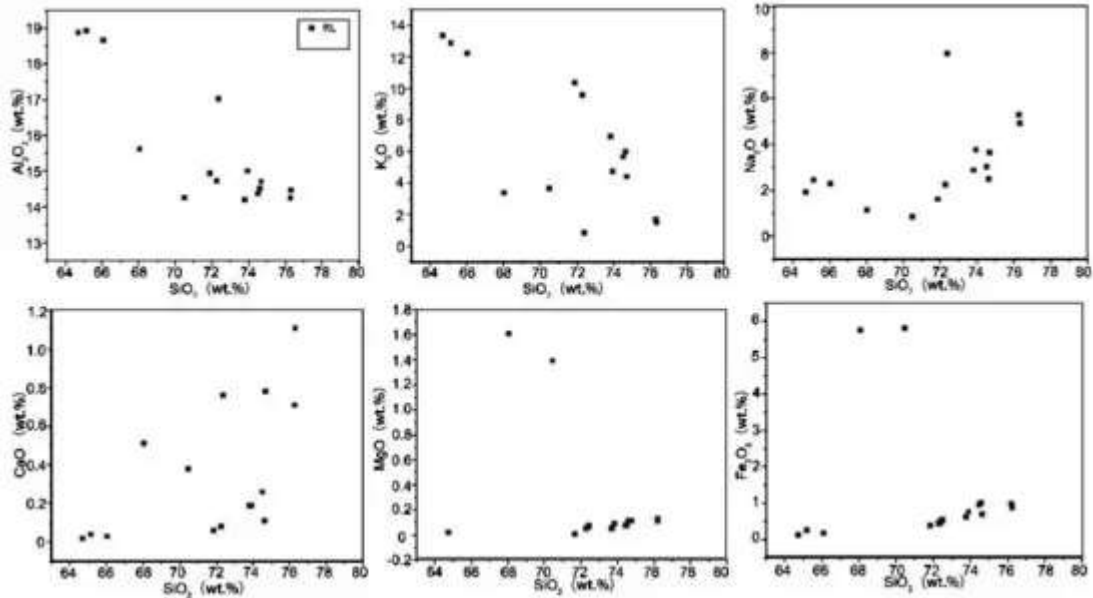 RL
Al₂O₃ (wt.%)
19
18
17
16
15
14
13
64 66 68 70 72 74 76 78 80
SiO₂ (wt.%)
K₂O (wt.%)
14
12
10
8
6
4
2
0
64 66 68 70 72 74 76 78 80
SiO₂ (wt.%)
Na₂O (wt.%)
10
8
6
4
2
0
64 66 68 70 72 74 76 78 80
SiO₂ (wt.%)
CaO (wt.%)
1.2
1.0
0.8
0.6
0.4
0.2
0
64 66 68 70 72 74 76 78 80
SiO₂ (wt.%)
MgO (wt.%)
1.8
1.6
1.4
1.2
1.0
0.8
0.6
0.4
0.2
0
-0.2
64 66 68 70 72 74 76 78 80
SiO₂ (wt.%)
Fe₂O₃ (wt.%)
6
5
4
3
2
1
0
64 66 68 70 72 74 76 78 80
SiO₂ (wt.%)